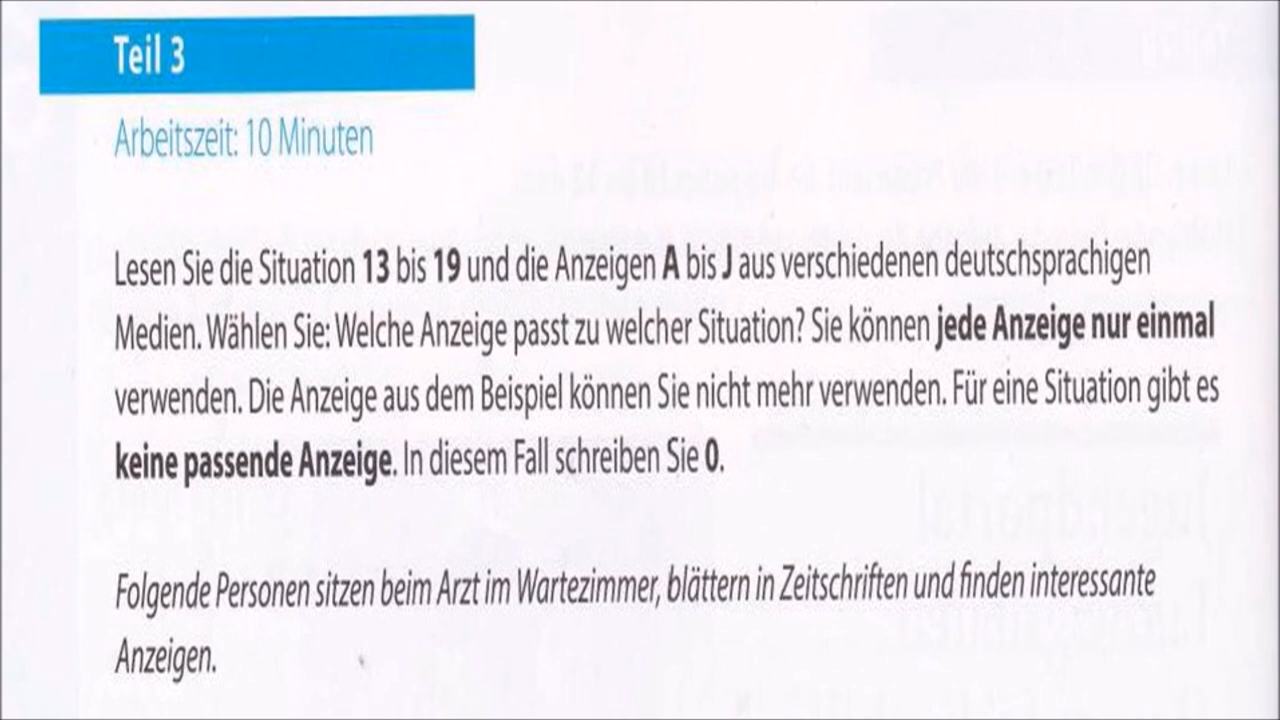 Teil 3
Arbeitszeit: 10 Minuten
Lesen Sie die Situation 13 bis 19 und die Anzeigen A bis J aus verschiedenen deutschsprachigen
Medien. Wählen Sie: Welche Anzeige passt zu welcher Situation? Sie können jede Anzeige nur einmal
verwenden. Die Anzeige aus dem Beispiel können Sie nicht mehr verwenden. Für eine Situation gibt es
keine passende Anzeige. In diesem Fall schreiben Sie 0.
Folgende Personen sitzen beim Arzt im Wartezimmer, blättern in Zeitschriften und finden interessante
Anzeigen.